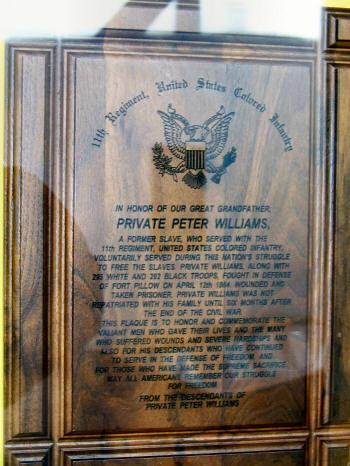 11th Regiment, United States Colored Infantry
IN HONOR OF OUR GREAT GRANDFATHER,
PRIVATE PETER WILLIAMS,
A FORMER SLAVE, WHO SERVED WITH THE
11th REGIMENT, UNITED STATES COLORED INFANTRY,
VOLUNTARILY SERVED DURING THIS NATION'S STRUGGLE
TO FREE THE SLAVES. PRIVATE WILLIAMS, ALONG WITH
295 WHITE AND 262 BLACK TROOPS, FOUGHT IN DEFENSE
OF FORT PILLOW ON APRIL 12th 1864. WOUNDED AND
TAKEN PRISONER, PRIVATE WILLIAMS WAS NOT
REPATRIATED WITH HIS FAMILY UNTIL SIX MONTHS AFTER
THE END OF THE CIVIL WAR.
THIS PLAQUE IS TO HONOR AND COMMEMORATE THE
VALIANT MEN WHO GAVE THEIR LIVES AND THE MANY
WHO SUFFERED WOUNDS AND SEVERE HARDSHIPS AND
ALSO FOR HIS DESCENDANTS WHO HAVE CONTINUED
TO SERVE IN THE DEFENSE OF FREEDOM, AND
FOR THOSE WHO HAVE MADE THE SUPREME SACRIFICE.
MAY ALL AMERICANS REMEMBER OUR STRUGGLE
FOR FREEDOM.
FROM THE DESCENDANTS OF
PRIVATE PETER WILLIAMS